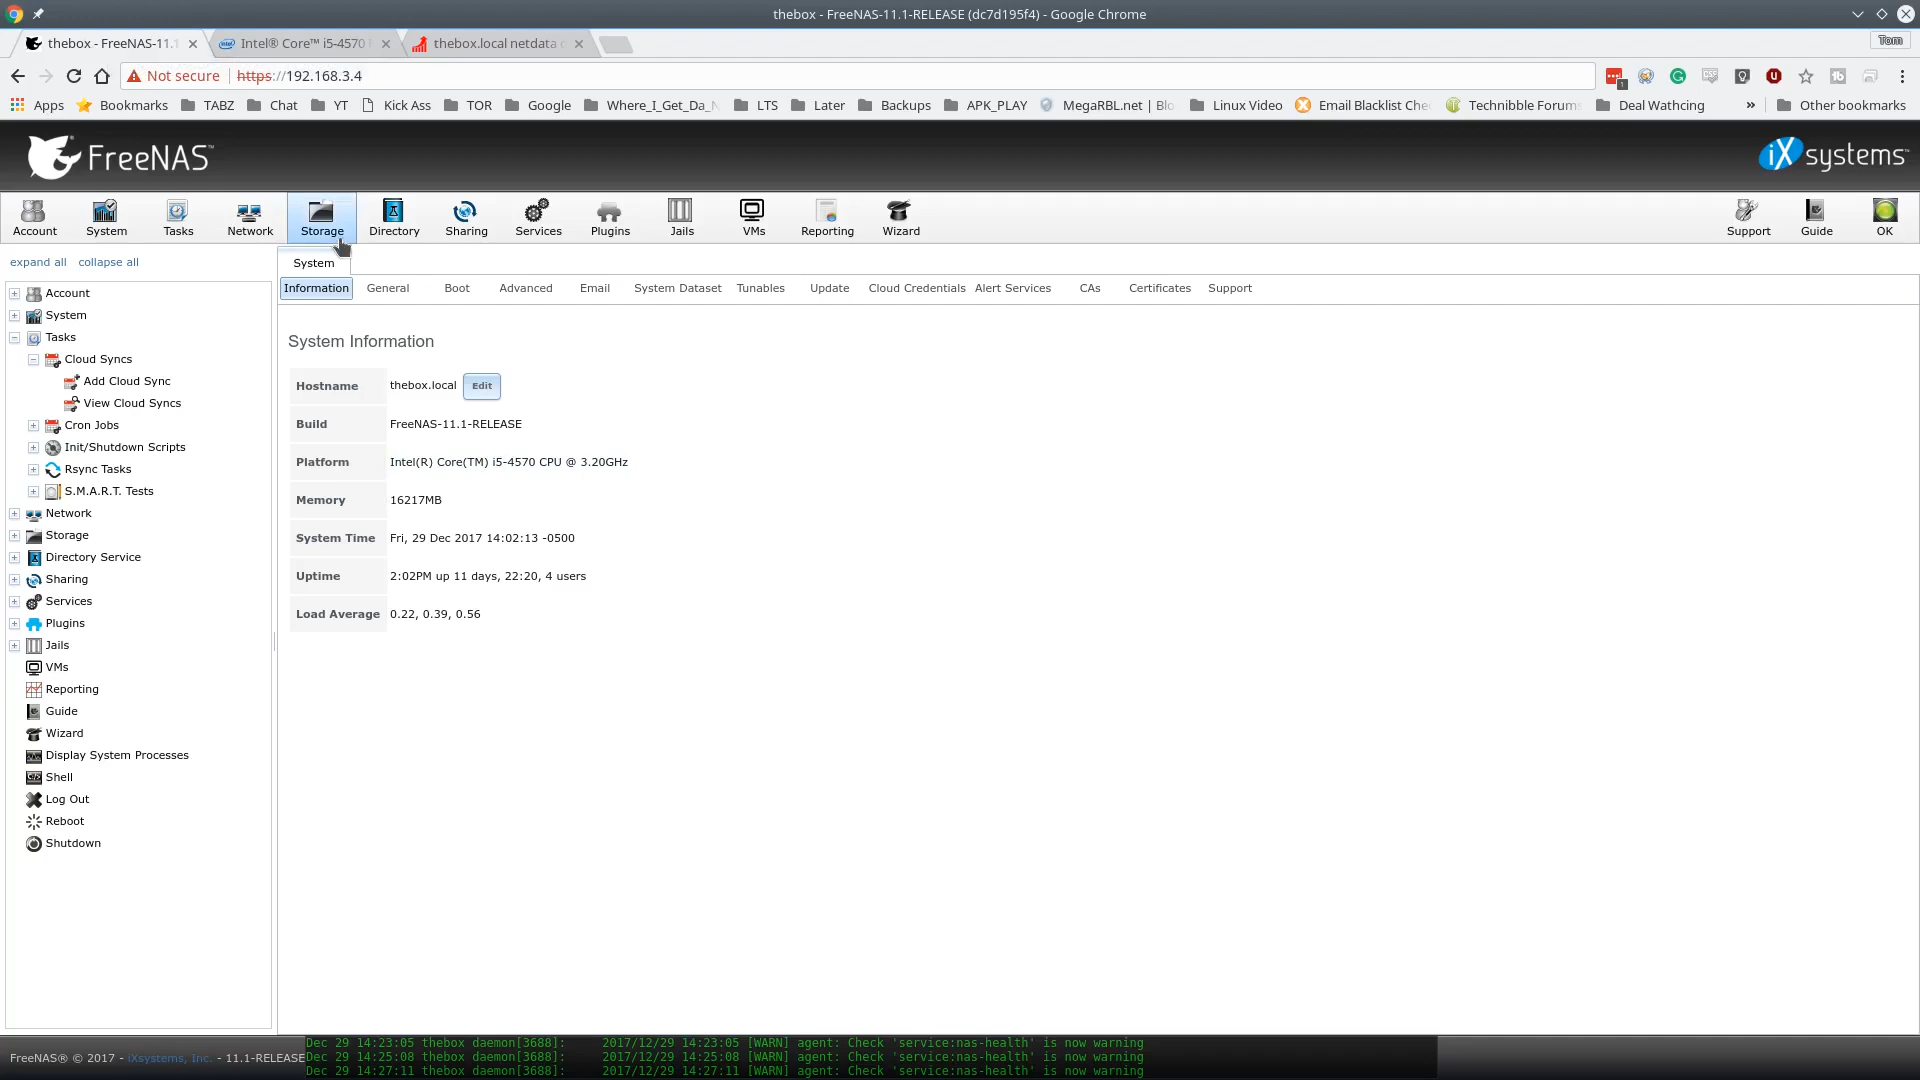 thebox - FreeNAS-11.1-RELEASE (dc7d195f4) - Google Chrome
thebox - FreeNAS-11.1
Intel® Core™ i5-4570
thebox.local netdata
Tom
Not secure
https://192.168.3.4
Apps
Bookmarks
TABZ
Chat
YT
Kick Ass
TOR
Google
Where_I_Get_Da_
LTS
Later
Backups
APK_PLAY
MegaRBL.net | Blo
Linux Video
Email Blacklist Che
Technibble Forum
Deal Wathcing
»
Other bookmarks
FreeNAS™
iXsystems™
Account
System
Tasks
Network
Storage
Directory
Sharing
Services
Plugins
Jails
VMs
Reporting
Wizard
Support
Guide
OK
expand all
collapse all
Account
System
Tasks
Cloud Syncs
Add Cloud Sync
View Cloud Syncs
Cron Jobs
Init/Shutdown Scripts
Rsync Tasks
S.M.A.R.T. Tests
Network
Storage
Directory Service
Sharing
Services
Plugins
Jails
VMs
Reporting
Guide
Wizard
Display System Processes
Shell
Log Out
Reboot
Shutdown
System
Information
General
Boot
Advanced
Email
System Dataset
Tunables
Update
Cloud Credentials
Alert Services
CAs
Certificates
Support
System Information
Hostname thebox.local Edit
Build FreeNAS-11.1-RELEASE
Platform Intel(R) Core(TM) i5-4570 CPU @ 3.20GHz
Memory 16217MB
System Time Fri, 29 Dec 2017 14:02:13 -0500
Uptime 2:02PM up 11 days, 22:20, 4 users
Load Average 0.22, 0.39, 0.56
FreeNAS® © 2017 - iXsystems, Inc. - 11.1-RELEASE
Dec 29 14:23:05 thebox daemon[3688]: 2017/12/29 14:23:05 [WARN] agent: Check 'service:nas-health' is now warning
Dec 29 14:25:08 thebox daemon[3688]: 2017/12/29 14:25:08 [WARN] agent: Check 'service:nas-health' is now warning
Dec 29 14:27:11 thebox daemon[3688]: 2017/12/29 14:27:11 [WARN] agent: Check 'service:nas-health' is now warning